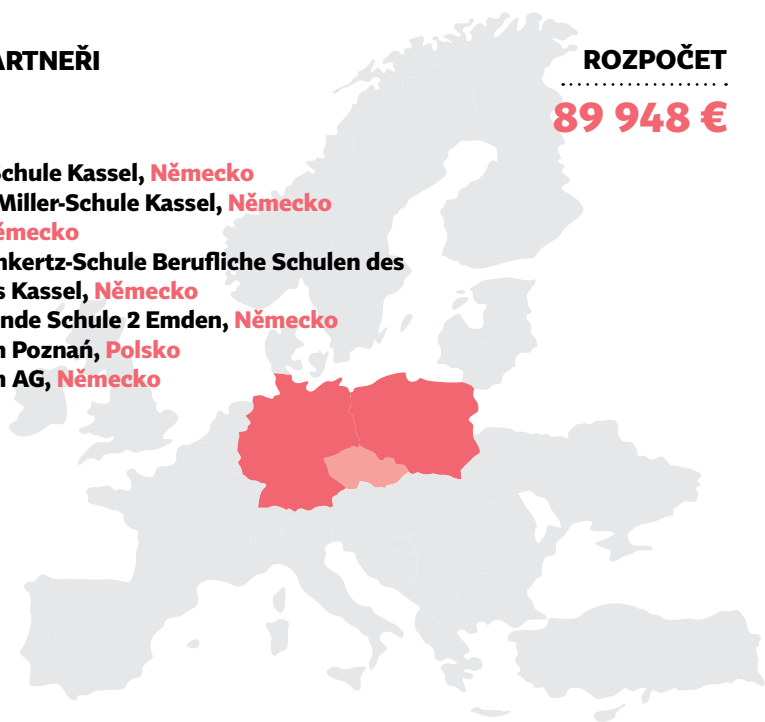 ARTNEŘI
ROZPOČET
89 948 €
Schule Kassel, Německo
Miller-Schule Kassel, Německo
ěmecko
nkertz-Schule Berufliche Schulen des
s Kassel, Německo
nde Schule 2 Emden, Německo
n Poznań, Polsko
n AG, Německo